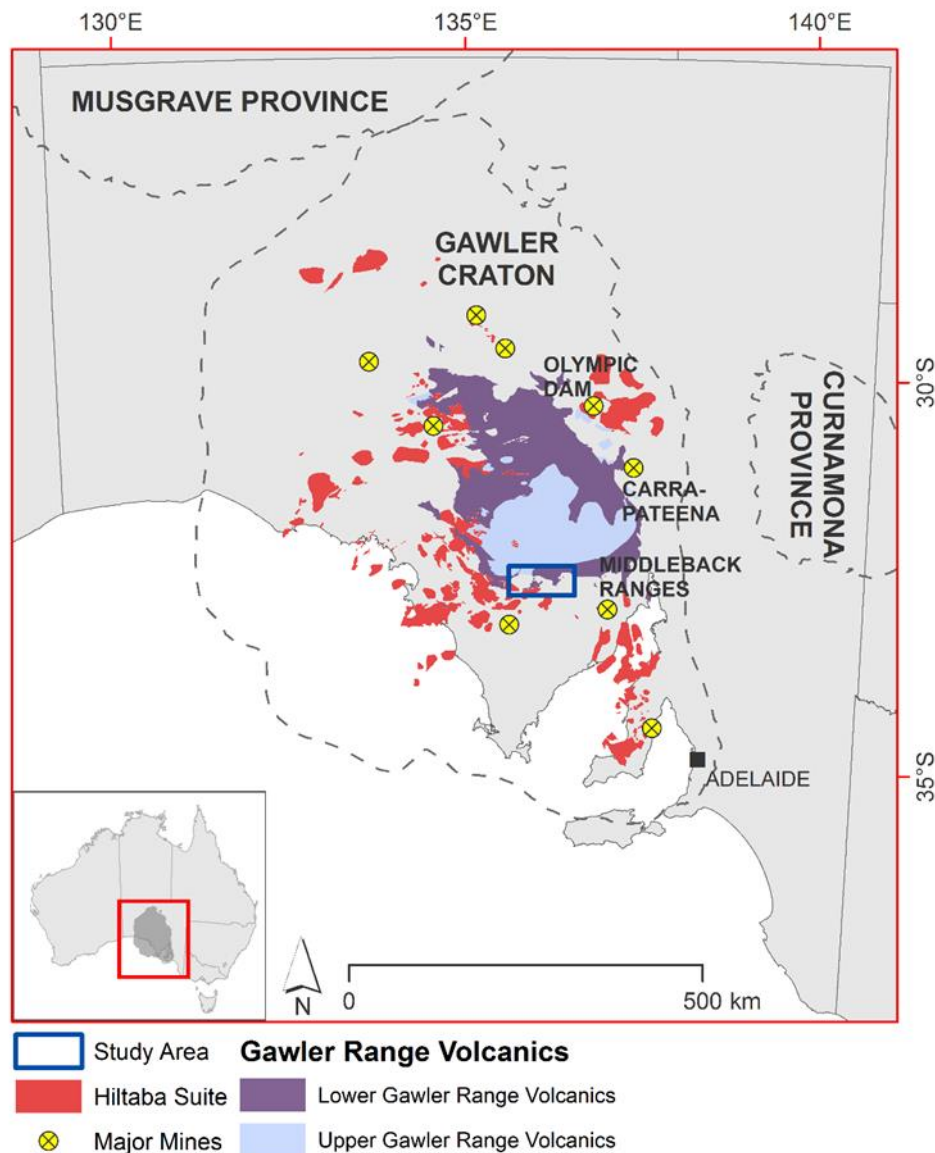 130°E
135°E
140°E
MUSGRAVE PROVINCE
GAWLER
CRATON
OLYMPIC
DAM
30°S
CURNAMONA
PROVINCE
CARRA-
PATEENA
MIDDLEBACK
RANGES
ADELAIDE
35°S
N
0
500 km
Study Area
Gawler Range Volcanics
Hiltaba Suite
Lower Gawler Range Volcanics
Major Mines
Upper Gawler Range Volcanics